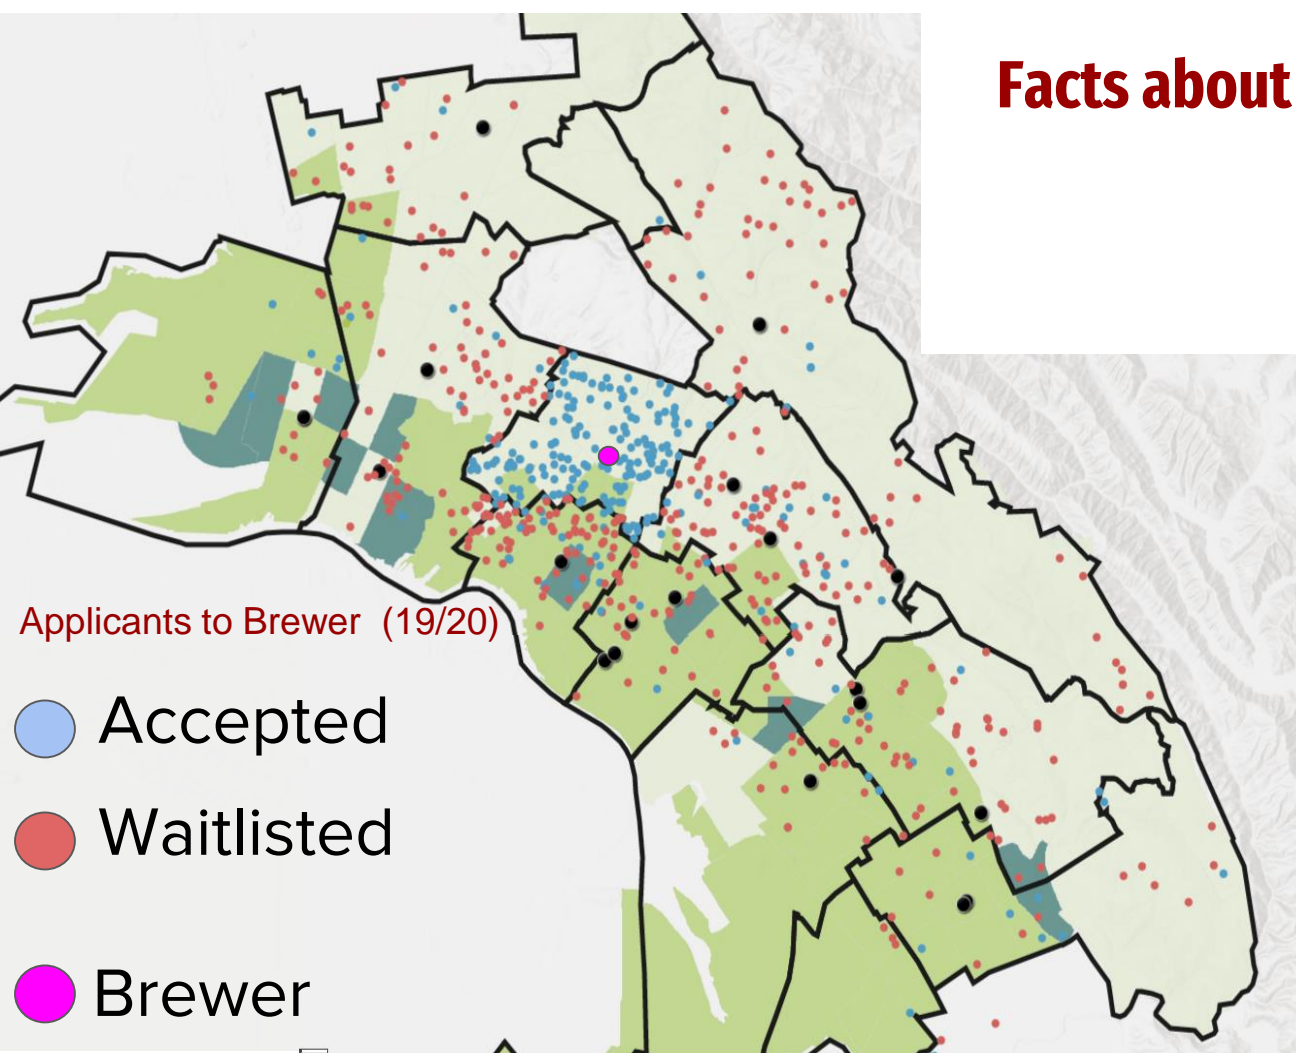 Facts about
Applicants to Brewer (19/20)
Accepted
Waitlisted
Brewer